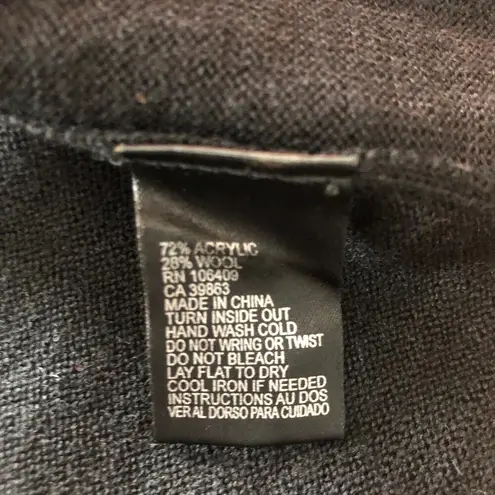 72% ACRYLIC
28% WOOL
RN 106409
CA 39863
MADE IN CHINA
TURN INSIDE OUT
HAND WASH COLD
DO NOT WRING OR TWIST
DO NOT BLEACH
LAY FLAT TO DRY
COOL IRON IF NEEDED
INSTRUCTIONS AU DOS
VER AL DORSO PARA CUIDADO